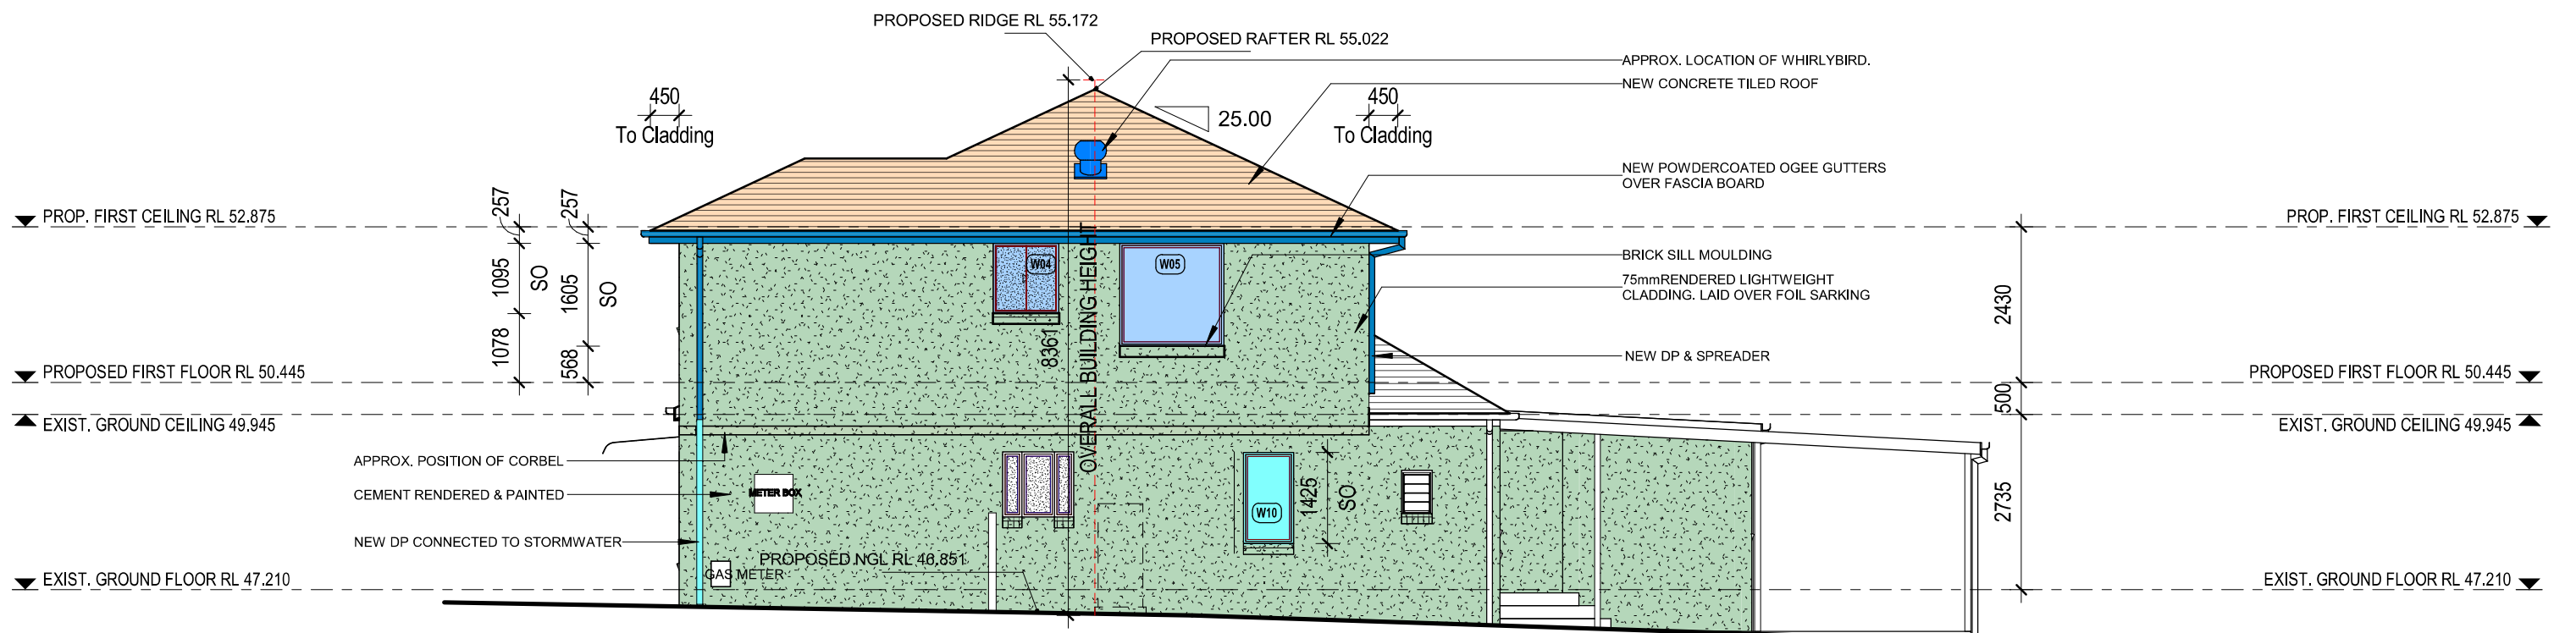 PROPOSED RIDGE RL 55.172
PROPOSED RAFTER RL 55.022
APPROX. LOCATION OF WHIRLYBIRD.
NEW CONCRETE TILED ROOF
450
To Cladding
25.00
450
To Cladding
NEW POWDERCOATED OGEE GUTTERS
OVER FASCIA BOARD
PROP. FIRST CEILING RL 52.875
257
257
PROP. FIRST CEILING RL 52.875
1095
SO
1605
SO
W04
W05
BRICK SILL MOULDING
75mmRENDERED LIGHTWEIGHT
CLADDING. LAID OVER FOIL SARKING
2430
1078
568
8361
OVERALL BUILDING HEIGHT
NEW DP & SPREADER
PROPOSED FIRST FLOOR RL 50.445
PROPOSED FIRST FLOOR RL 50.445
500
EXIST. GROUND CEILING 49.945
EXIST. GROUND CEILING 49.945
APPROX. POSITION OF CORBEL
CEMENT RENDERED & PAINTED
METER BOX
1425
SO
W10
2735
NEW DP CONNECTED TO STORMWATER
PROPOSED NGL RL 46.851
GAS METER
EXIST. GROUND FLOOR RL 47.210
EXIST. GROUND FLOOR RL 47.210